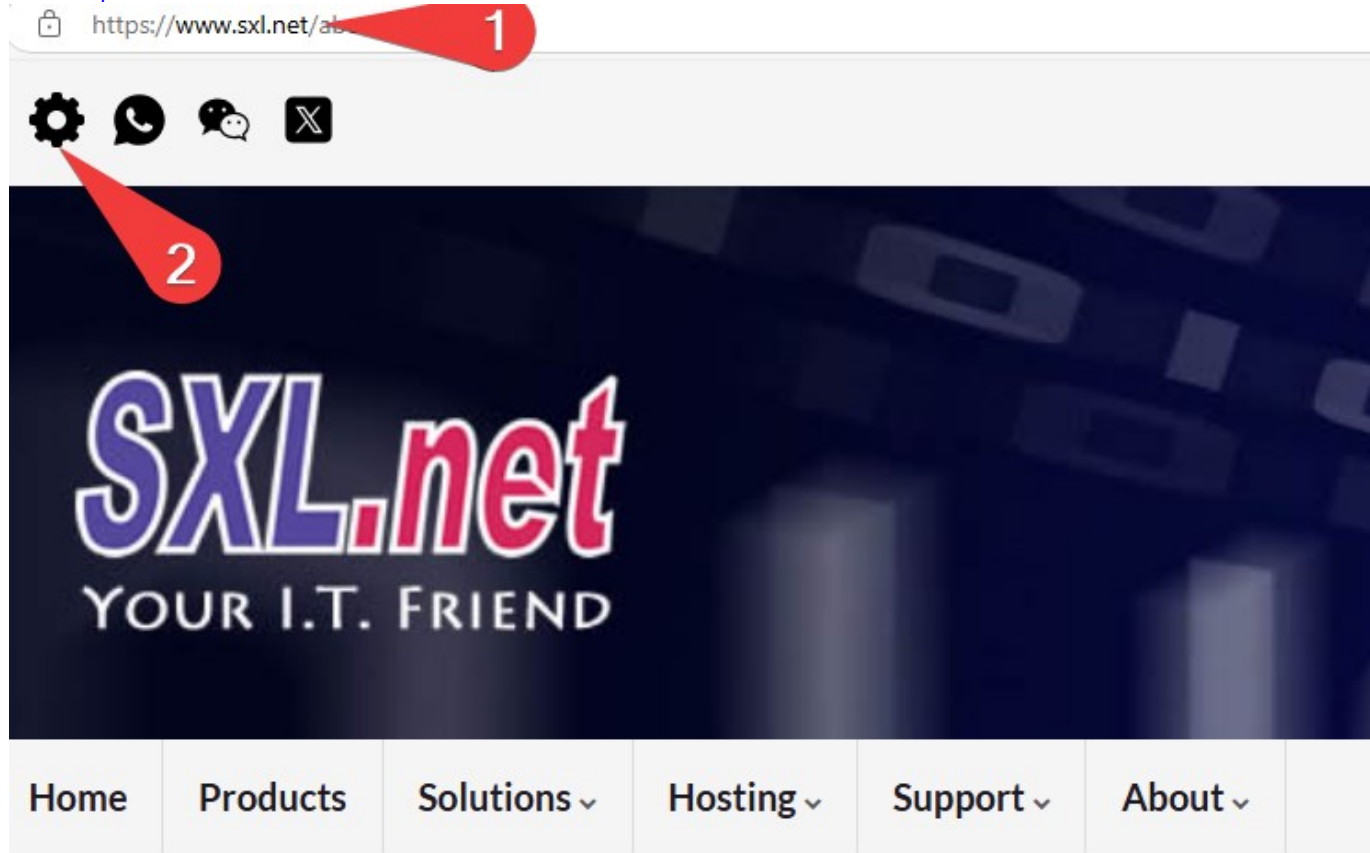 https://www.sxl.net/
1
2
SXL.net
YOUR I.T. FRIEND
Home Products Solutions Hosting Support About